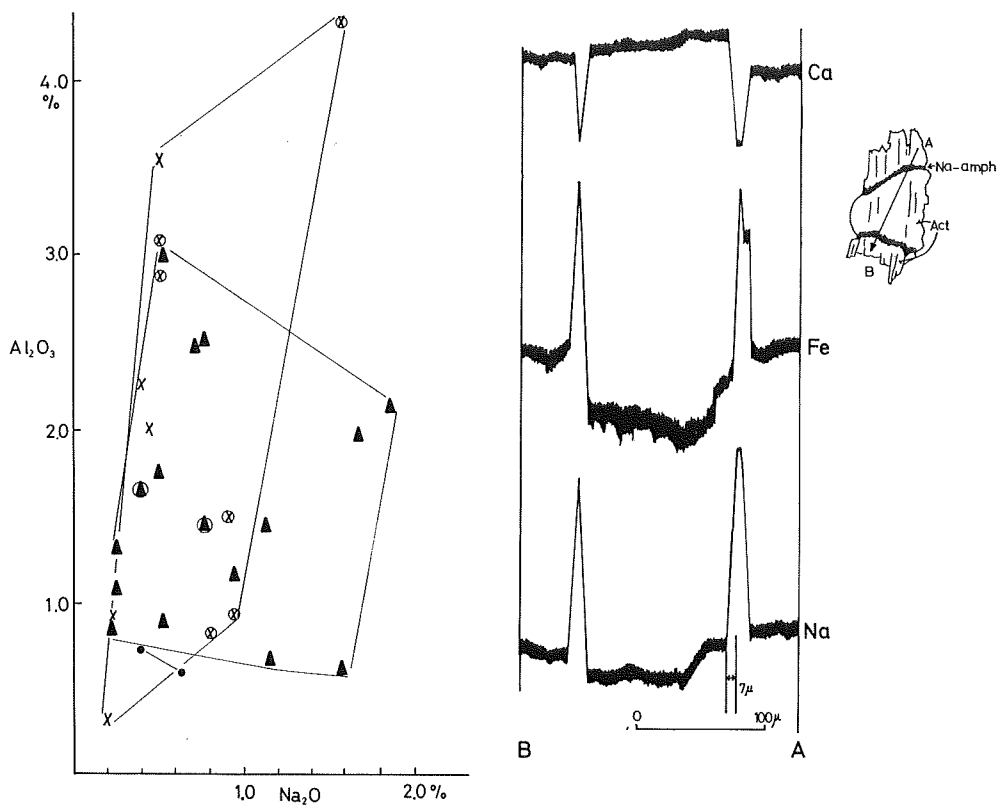 4.0
%
3.0
Al₂O₃
2.0
1.0
1.0
Na₂O
2.0 %
Ca
Fe
Na
7μ
0
100μ
B
A
A
Na-amph
Act
B